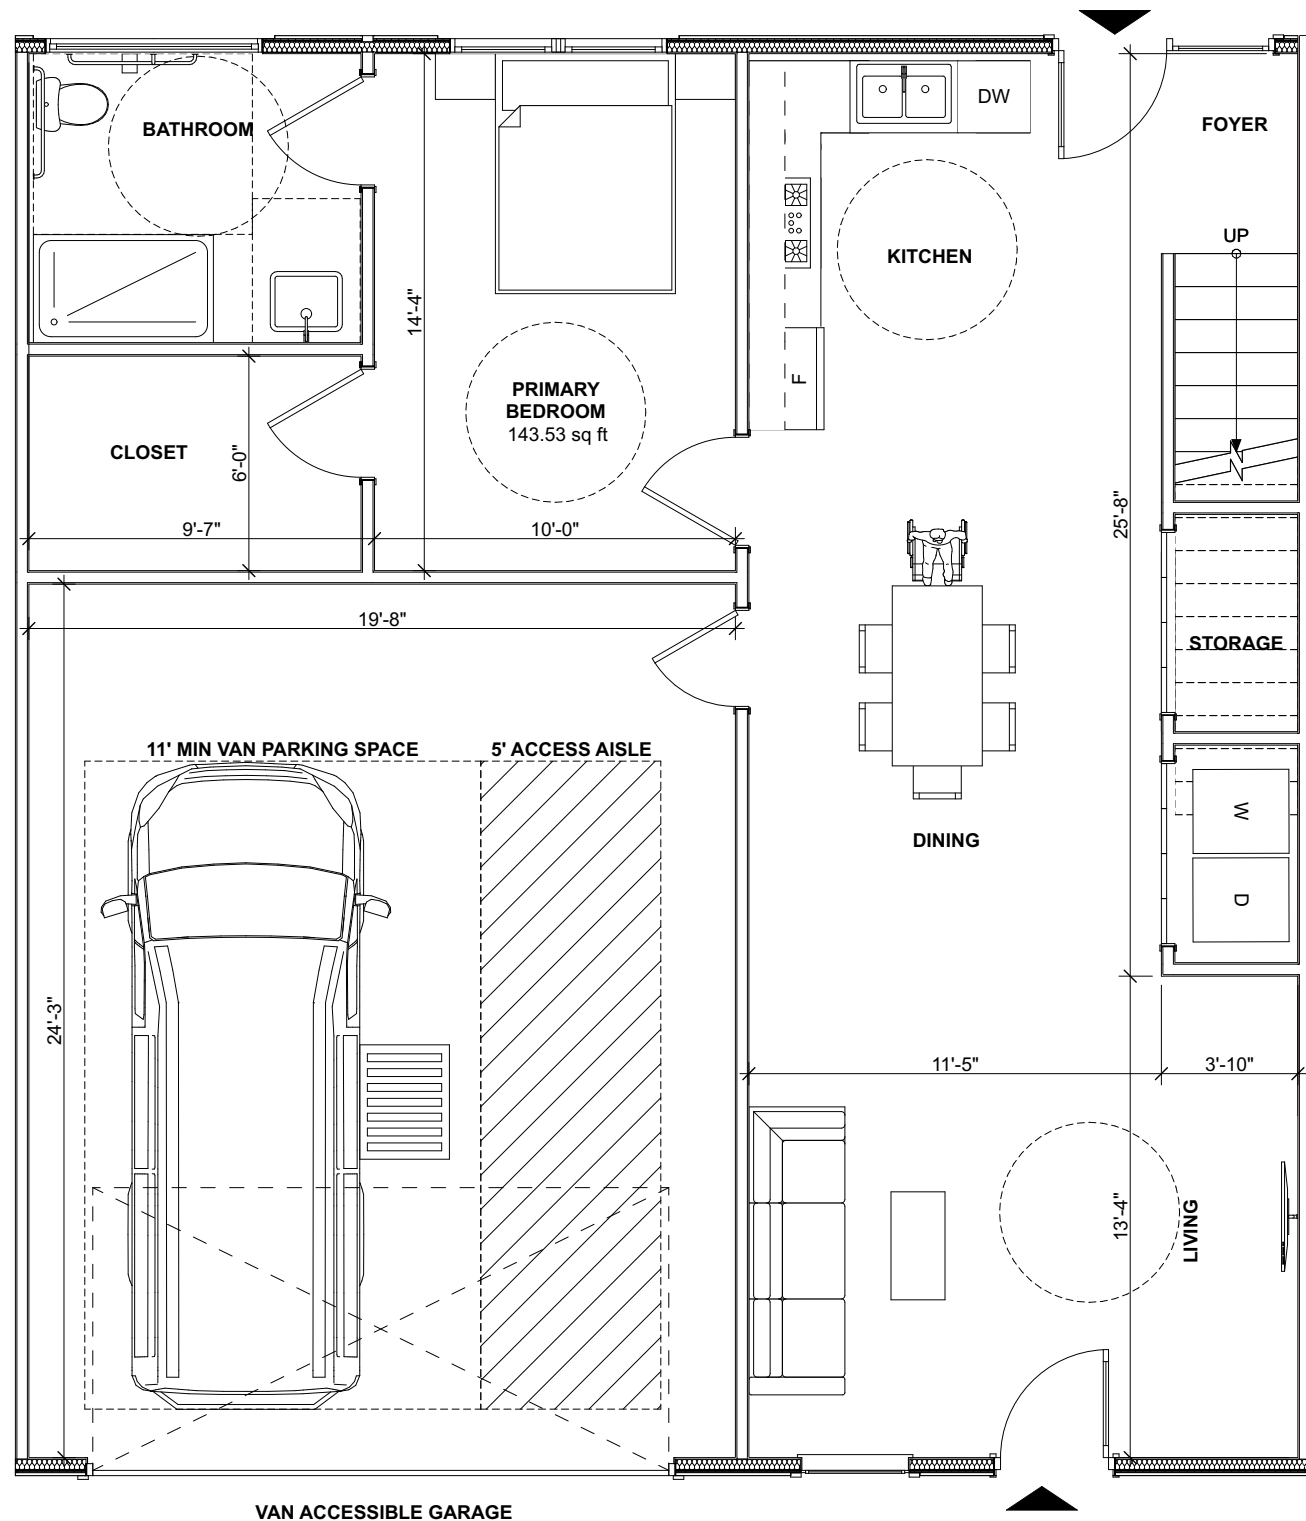 DW
FOYER
BATHROOM
UP
KITCHEN
14'-4"
F
PRIMARY
BEDROOM
143.53 sq ft
CLOSET
6'-0"
9'-7"
10'-0"
25'-8"
19'-8"
STORAGE
11' MIN VAN PARKING SPACE
5' ACCESS AISLE
W
DINING
D
24'-3"
11'-5"
3'-10"
13'-4"
LIVING
VAN ACCESSIBLE GARAGE